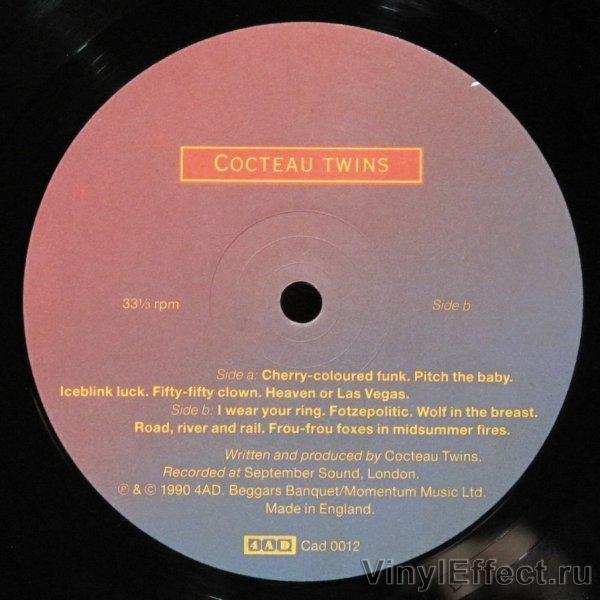 COCTEAU TWINS
33⅓ rpm
Side b
Side a: Cherry-coloured funk. Pitch the baby.
Iceblink luck. Fifty-fifty clown. Heaven or Las Vegas.
Side b: I wear your ring. Fotzepolitic. Wolf in the breast.
Road, river and rail. Frou-frou foxes in midsummer fires.
Written and produced by Cocteau Twins.
Recorded at September Sound, London.
℗ & © 1990 4AD. Beggars Banquet/Momentum Music Ltd.
Made in England.
4AD Cad 0012
VinylEffect.ru